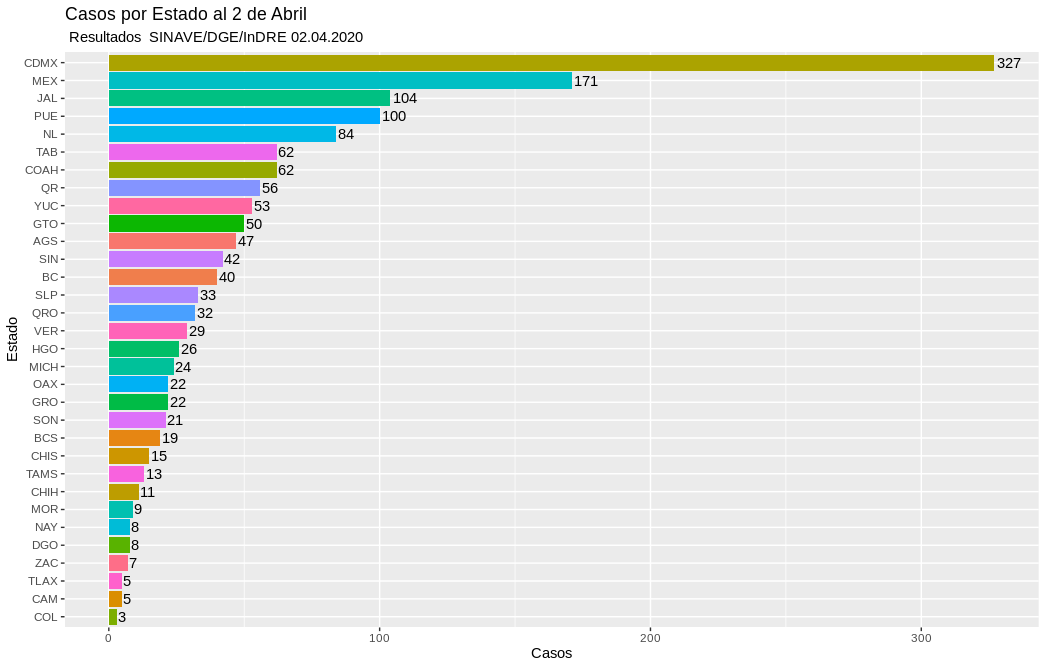 Casos por Estado al 2 de Abril
Resultados  SINAVE/DGE/InDRE 02.04.2020
CDMX 327
MEX 171
JAL 104
PUE 100
NL 84
TAB 62
COAH 62
QR 56
YUC 53
GTO 50
AGS 47
SIN 42
BC 40
SLP 33
QRO 32
VER 29
HGO 26
MICH 24
OAX 22
GRO 22
SON 21
BCS 19
CHIS 15
TAMS 13
CHIH 11
MOR 9
NAY 8
DGO 8
ZAC 7
TLAX 5
CAM 5
COL 3
Estado
0 100 200 300
Casos